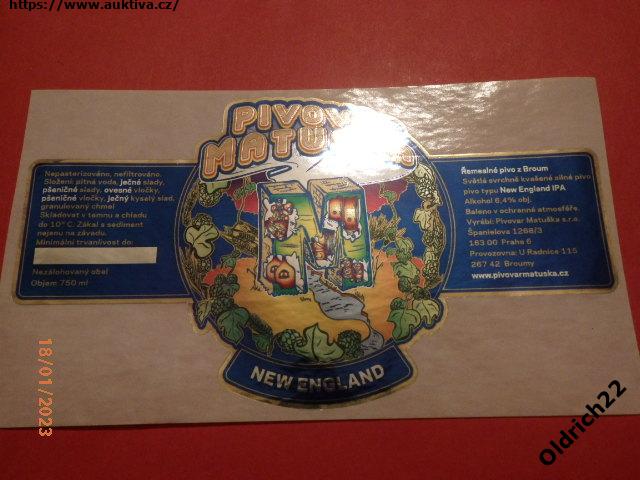 https://www.auktiva.cz/
PIVOV
MATUŠ
Nepasterizováno, nefiltrováno.
Složení: pitná voda, ječné slady,
pšeničné slady, ovesné vločky,
pšeničné vločky, ječný kyselý slad,
granulovaný chmel
Skladovat v temnu a chladu
do 10° C. Zákal a sediment
nejsou na závadu.
Minimální trvanlivost do:
Nezálohovaný obal
Objem 750 ml
NEW ENGLAND
Řemeslné pivo z Broum
Světlé svrchně kvašené silné pivo
pivo typu New England IPA
Alkohol 6,4% obj.
Baleno v ochranné atmosféře.
Vyrábí: Pivovar Matuška s.r.o.
Španielova 1268/3
163 00 Praha 6
Provozovna: U Radnice 115
267 42 Broumy
www.pivovarmatuska.cz
18/01/2023
Oldrich22